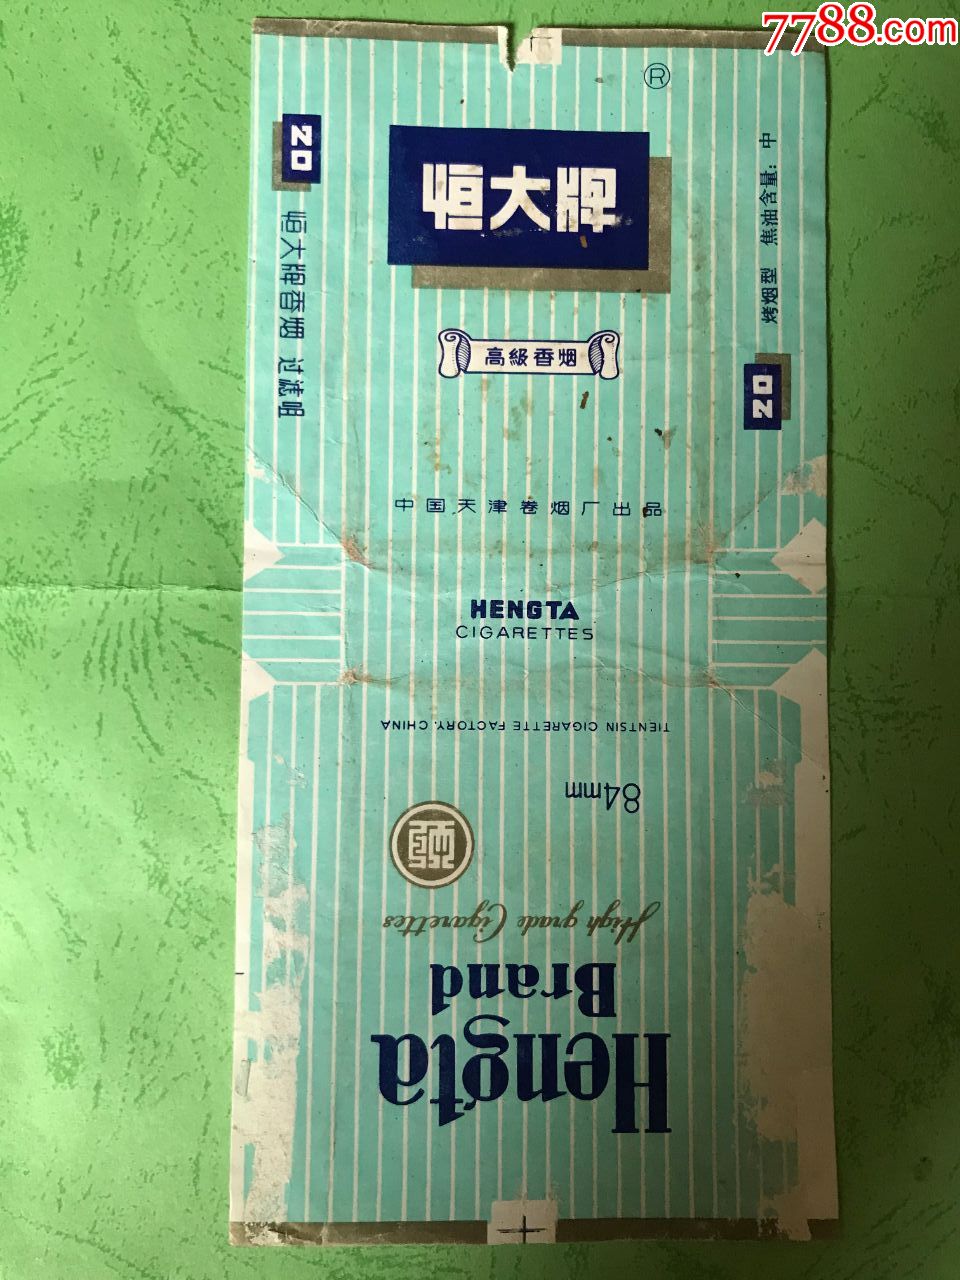 7788.com
®
20
恒大牌香烟 过滤咀
恒大牌
高級香烟
烤烟型 焦油含量:中
20
中国天津卷烟厂出品
HENGTA
CIGARETTES
TIENTSIN CIGARETTE FACTORY. CHINA
84mm
High grade Cigarettes
Hengta
Brand